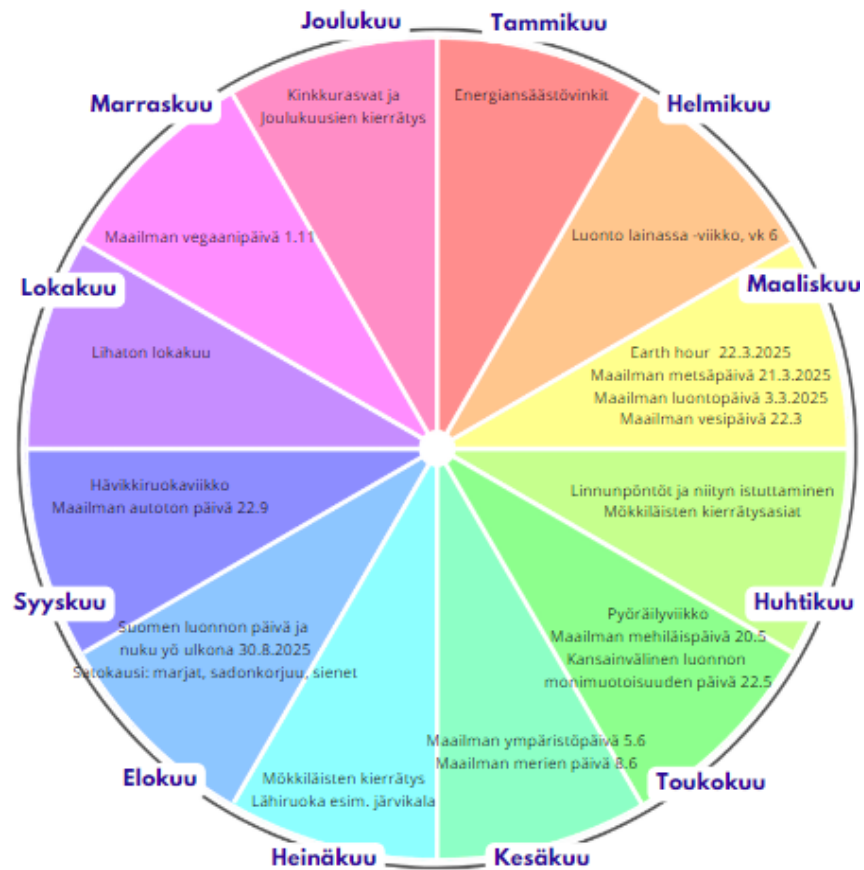 Joulukuu
Tammikuu
Marraskuu
Kinkkurasvat ja
Joulukuusien kierrätys
Energiansäästövinkit
Helmikuu
Maailman vegaanipäivä 1.11
Luonto lainassa -viikko, vk 6
Lokakuu
Maaliskuu
Lihaton lokakuu
Earth hour 22.3.2025
Maailman metsäpäivä 21.3.2025
Maailman luontopäivä 3.3.2025
Maailman vesipäivä 22.3
Hävikkiruokaviikko
Maailman autoton päivä 22.9
Linnunpöntöt ja niityn istuttaminen
Mökkiläisten kierrätysasiat
Syyskuu
Huhtikuu
Suomen luonnon päivä ja
nuku yö ulkona 30.8.2025
Satokausi: marjat, sadonkorjuu, sienet
Pyöräilyviikko
Maailman mehiläispäivä 20.5
Kansainvälinen luonnon
monimuotoisuuden päivä 22.5
Maailman ympäristöpäivä 5.6
Maailman merien päivä 8.6
Elokuu
Mökkiläisten kierrätys
Lähiruoka esim. järvikala
Toukokuu
Heinäkuu
Kesäkuu